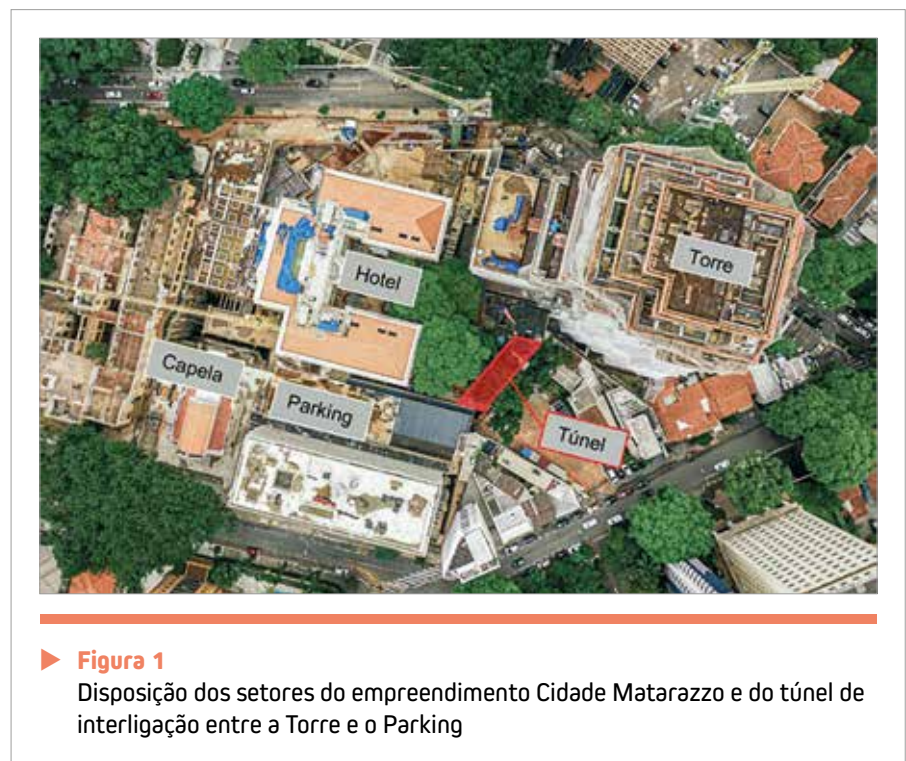 Torre
Hotel
Capela
Parking
Túnel
Figura 1
Disposição dos setores do empreendimento Cidade Matarazzo e do túnel de
interligação entre a Torre e o Parking